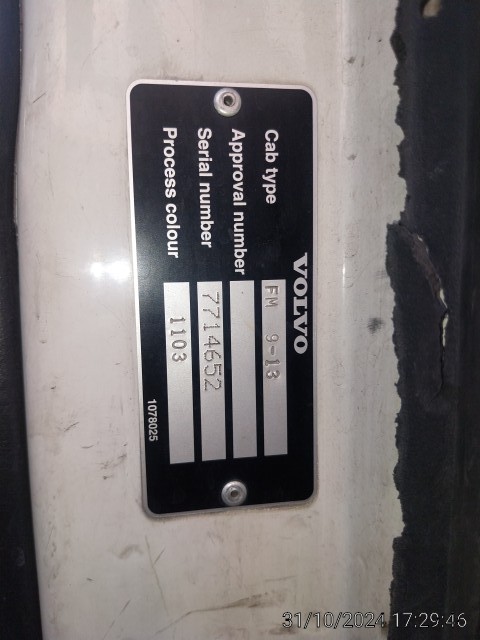 VOLVO
Cab type FM 9-13
Approval number
Serial number 7714652
Process colour 1103
1078025
31/10/2024 17:29:46